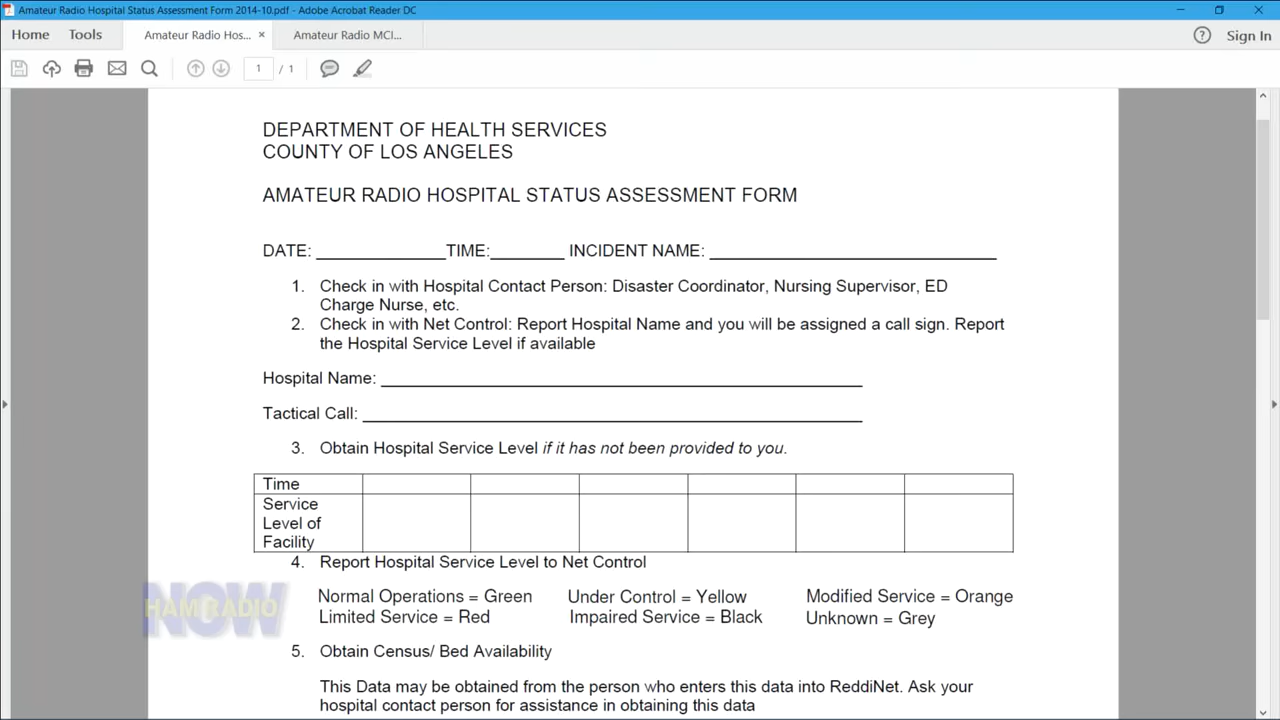 Amateur Radio Hospital Status Assessment Form 2014-10.pdf - Adobe Acrobat Reader DC
Home Tools Amateur Radio Hos... × Amateur Radio MCI... ? Sign In
1 / 1
DEPARTMENT OF HEALTH SERVICES
COUNTY OF LOS ANGELES
AMATEUR RADIO HOSPITAL STATUS ASSESSMENT FORM
DATE: ______________TIME:________ INCIDENT NAME: _______________________________
1. Check in with Hospital Contact Person: Disaster Coordinator, Nursing Supervisor, ED
Charge Nurse, etc.
2. Check in with Net Control: Report Hospital Name and you will be assigned a call sign. Report
the Hospital Service Level if available
Hospital Name: ____________________________________________________
Tactical Call: ______________________________________________________
3. Obtain Hospital Service Level if it has not been provided to you.
Time
Service
Level of
Facility
4. Report Hospital Service Level to Net Control
Normal Operations = Green Under Control = Yellow Modified Service = Orange
Limited Service = Red Impaired Service = Black Unknown = Grey
HAM RADIO
NOW
5. Obtain Census/ Bed Availability
This Data may be obtained from the person who enters this data into ReddiNet. Ask your
hospital contact person for assistance in obtaining this data